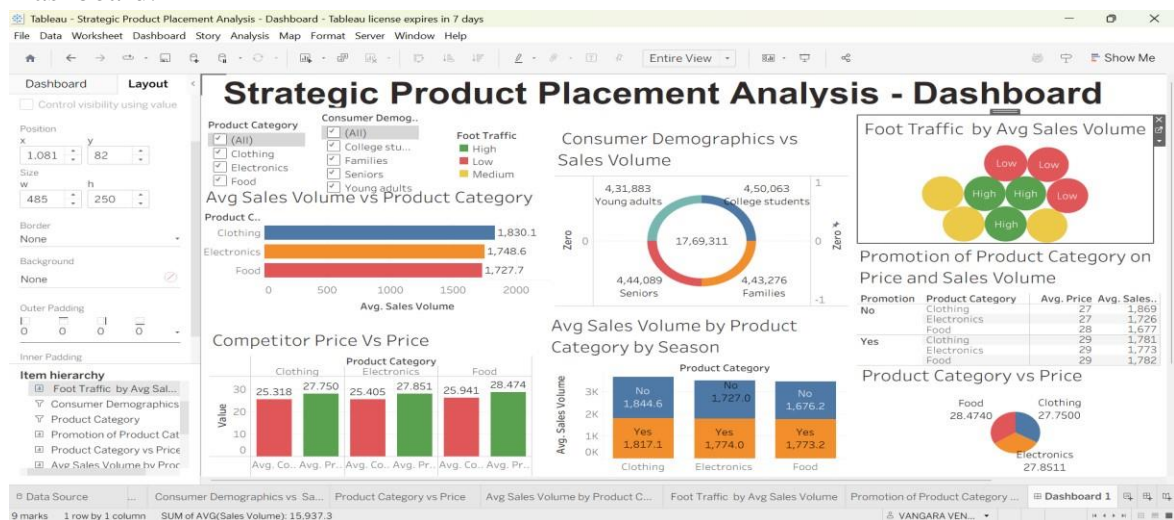 Tableau - Strategic Product Placement Analysis - Dashboard - Tableau license expires in 7 days
File Data Worksheet Dashboard Story Analysis Map Format Server Window Help
Entire View
Show Me
Dashboard Layout
Control visibility using value
Position
x y
1,081 82
Size
w h
485 250
Border
None
Background
None
Outer Padding
0 0 0 0
Inner Padding
Item hierarchy
Foot Traffic by Avg Sal...
Consumer Demographics
Product Category
Promotion of Product Cat
Product Category vs Price
Avg Sales Volume by Proc
Strategic Product Placement Analysis - Dashboard
Product Category
(All)
Clothing
Electronics
Food
Consumer Demog..
(All)
College stu...
Families
Seniors
Young adults
Foot Traffic
High
Low
Medium
Avg Sales Volume vs Product Category
Product C..
Clothing 1,830.1
Electronics 1,748.6
Food 1,727.7
0 500 1000 1500 2000
Avg. Sales Volume
Competitor Price Vs Price
Product Category
Clothing Electronics Food
Value
30
20
10
0
25.318 27.750 25.405 27.851 25.941 28.474
Avg. Co... Avg. Pr... Avg. Co... Avg. Pr... Avg. Co... Avg. Pr...
Consumer Demographics vs
Sales Volume
4,31,883
Young adults
4,50,063
College students
17,69,311
4,44,089
Seniors
4,43,276
Families
Zero
0
1
0
-1
Zero
Avg Sales Volume by Product
Category by Season
Product Category
Avg. Sales Volume
3K
2K
1K
0K
No
1,844.6
No
1,727.0
No
1,676.2
Yes
1,817.1
Yes
1,774.0
Yes
1,773.2
Clothing Electronics Food
Foot Traffic by Avg Sales Volume
Low Low
High High Low
High
Promotion of Product Category on
Price and Sales Volume
Promotion Product Category Avg. Price Avg. Sales..
No Clothing 27 1,869
Electronics 27 1,726
Food 28 1,677
Yes Clothing 29 1,781
Electronics 29 1,773
Food 29 1,782
Product Category vs Price
Food
28.4740
Clothing
27.7500
Electronics
27.8511
Data Source ... Consumer Demographics vs Sa... Product Category vs Price Avg Sales Volume by Product C... Foot Traffic by Avg Sales Volume Promotion of Product Category ... Dashboard 1
9 marks 1 row by 1 column SUM of AVG(Sales Volume): 15,937.3 VANGARA VEN...